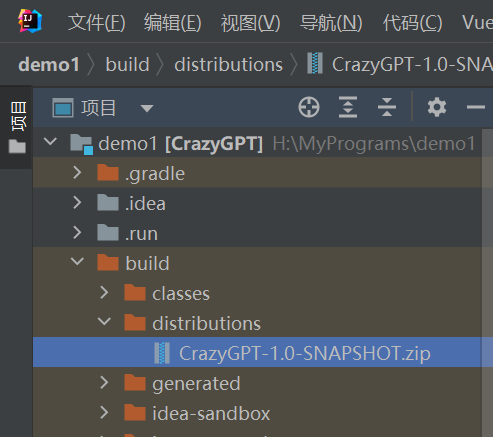 文件(F) 编辑(E) 视图(V) 导航(N) 代码(C) Vue
demo1 build distributions CrazyGPT-1.0-SNA
项目
项目
demo1 [CrazyGPT] H:\MyPrograms\demo1
.gradle
.idea
.run
build
classes
distributions
CrazyGPT-1.0-SNAPSHOT.zip
generated
idea-sandbox